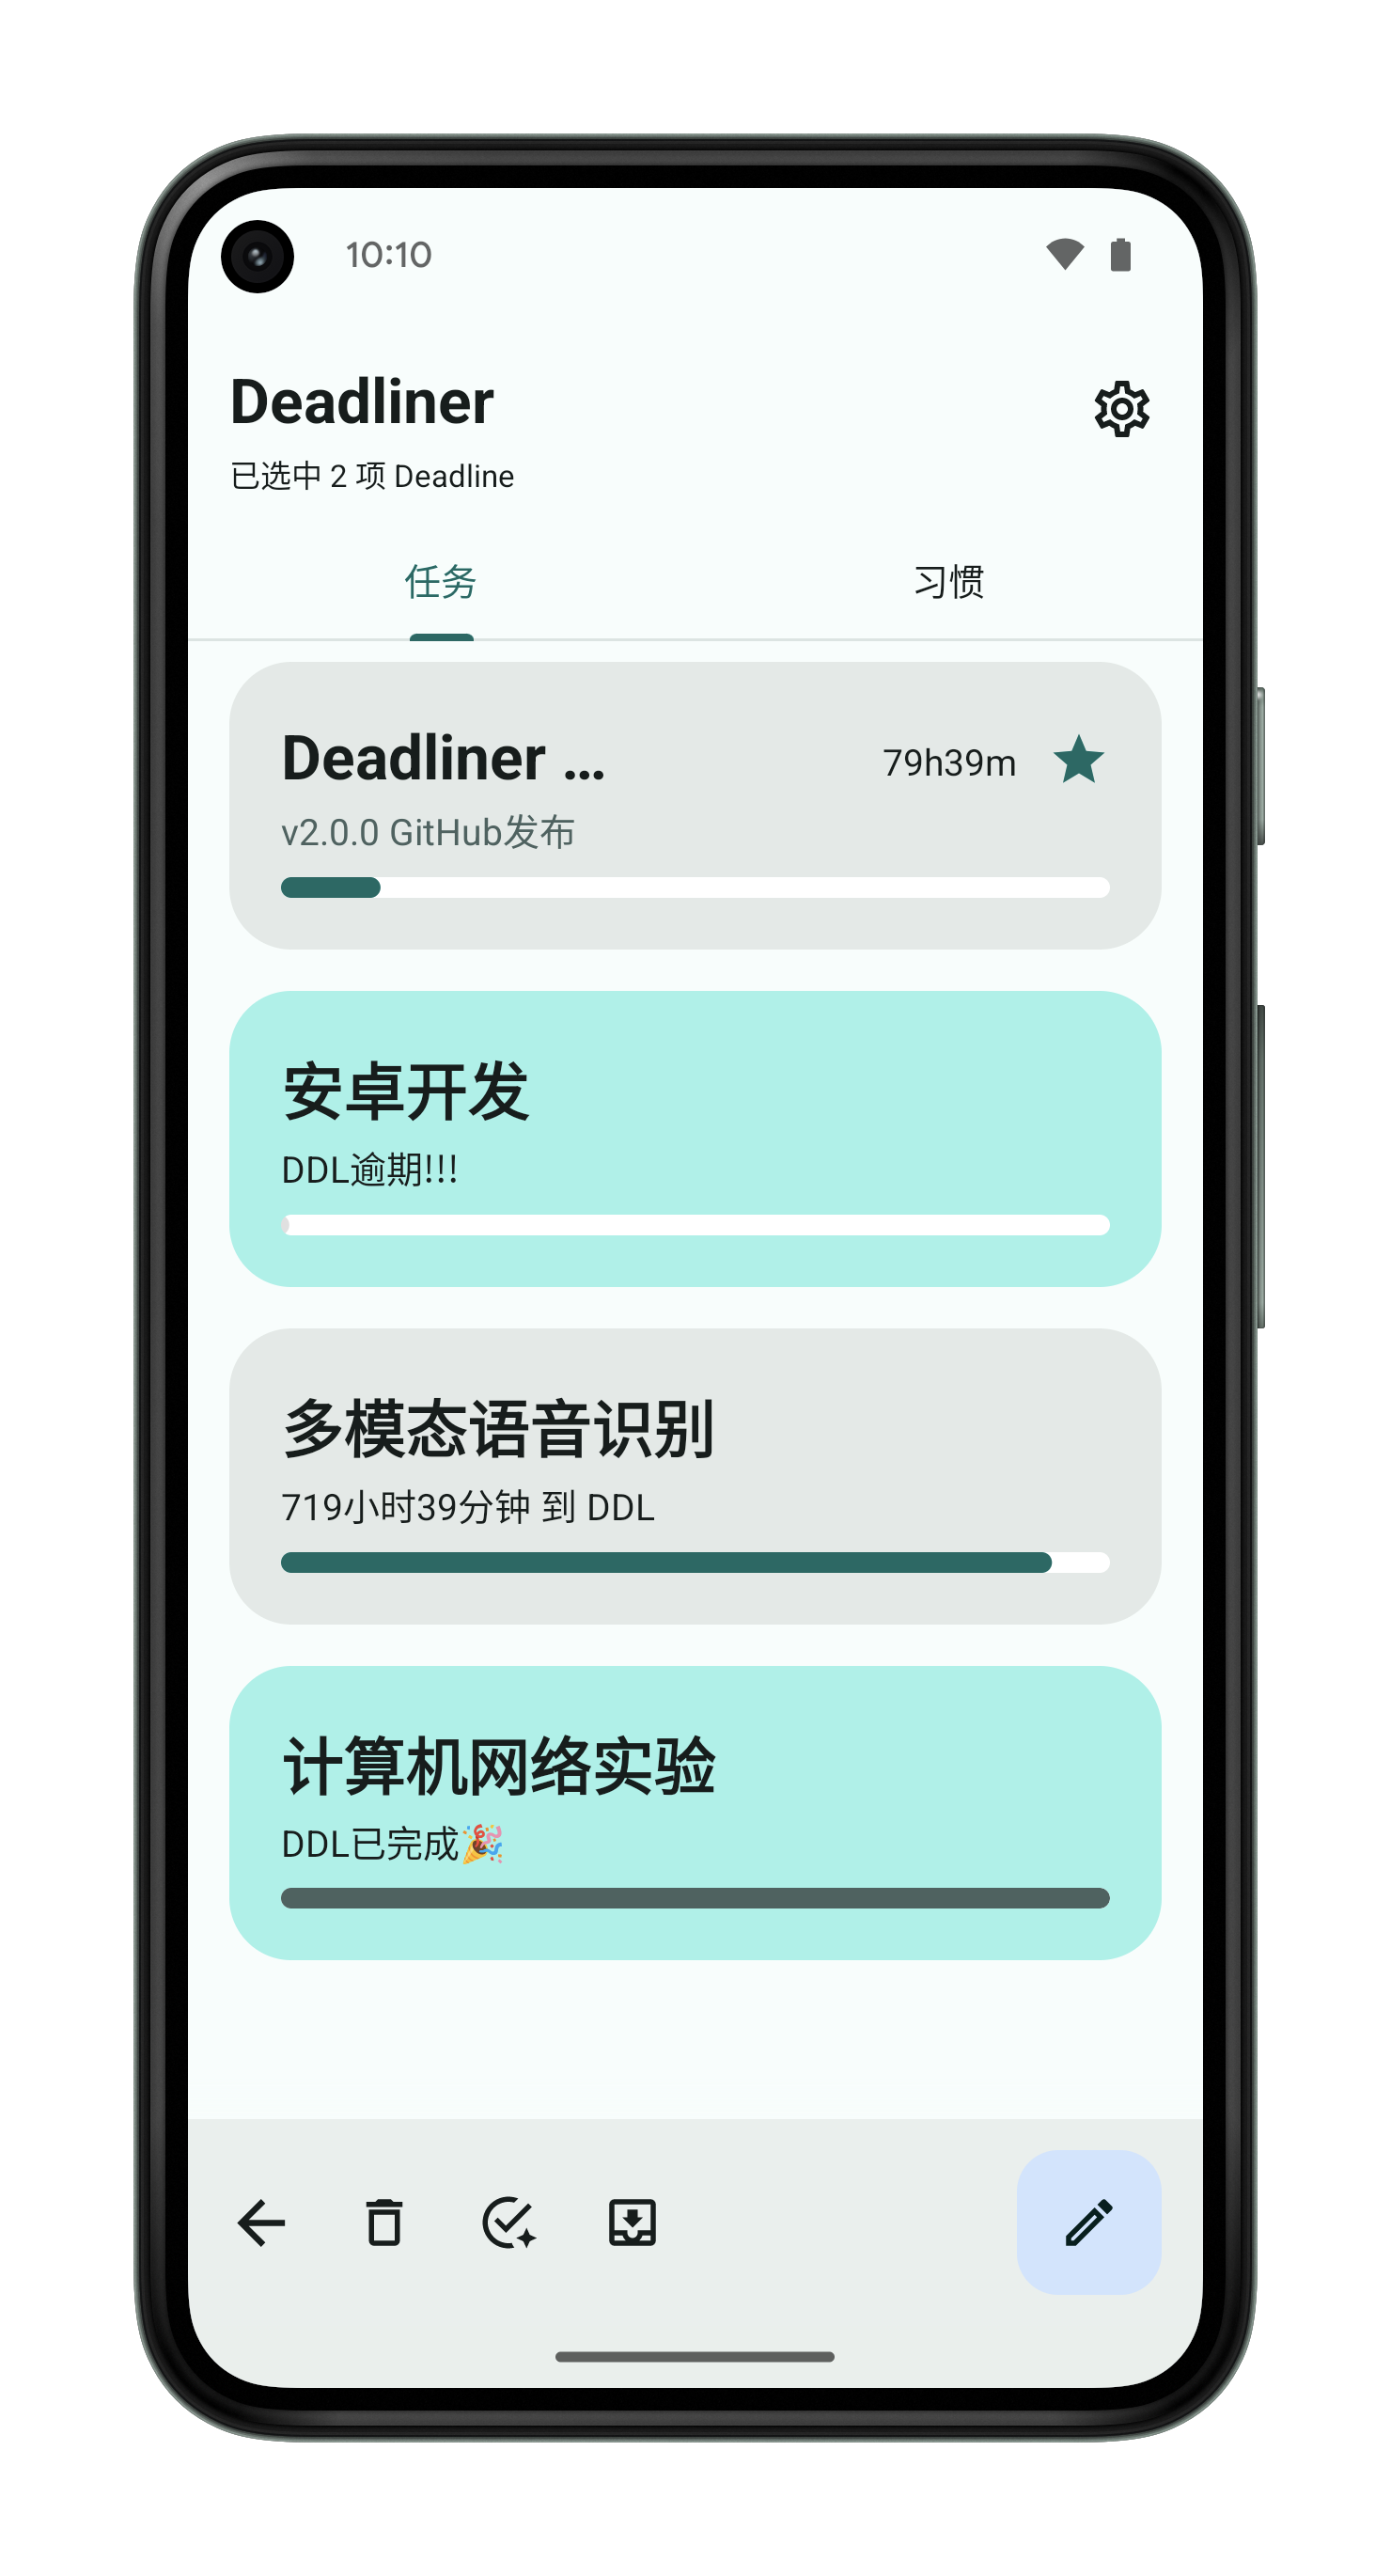 10:10
Deadliner
已选中 2 项 Deadline
任务
习惯
Deadliner ...
79h39m
v2.0.0 GitHub发布
安卓开发
DDL逾期!!!
多模态语音识别
719小时39分钟 到 DDL
计算机网络实验
DDL已完成🎉